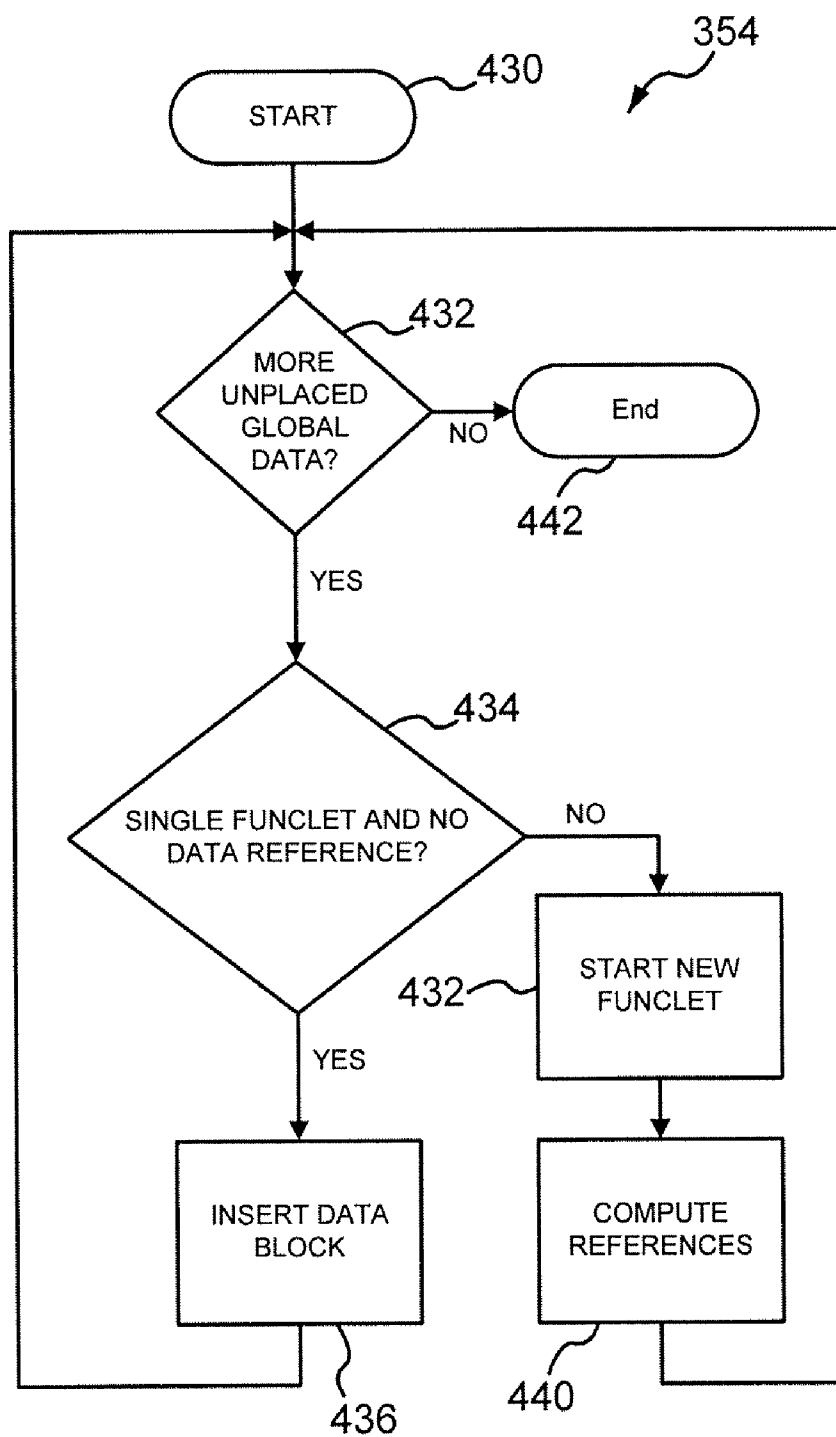 354
430
START
432
MORE
UNPLACED
GLOBAL
DATA?
NO
End
442
YES
434
SINGLE FUNCLET AND NO
DATA REFERENCE?
NO
432
START NEW
FUNCLET
YES
INSERT DATA
BLOCK
COMPUTE
REFERENCES
436
440